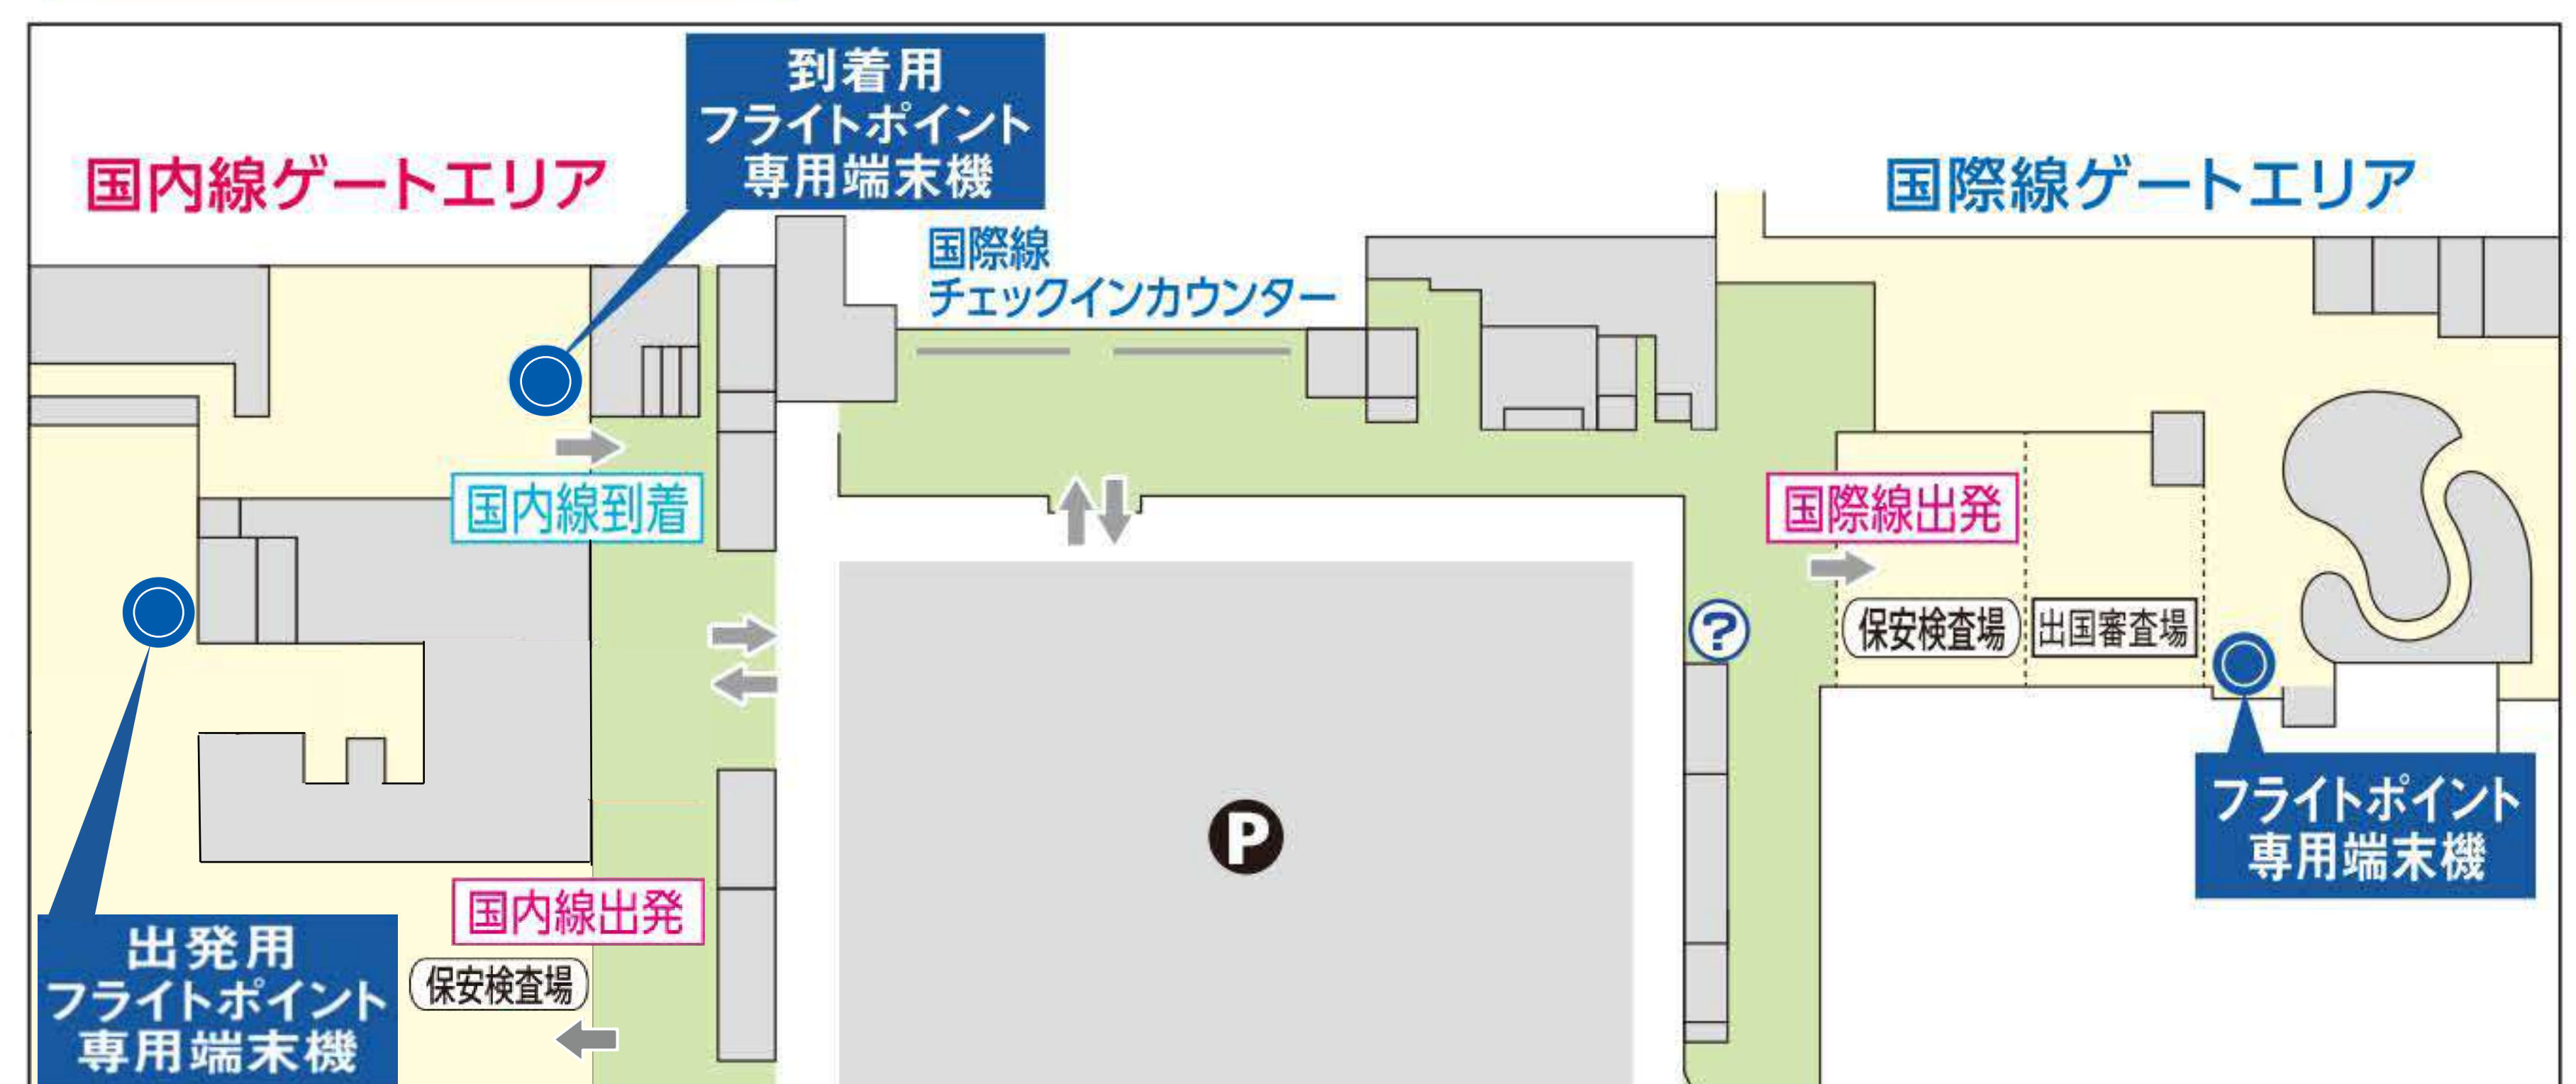 到着用
フライトポイント
専用端末機
国内線ゲートエリア
国際線ゲートエリア
国際線
チェックインカウンター
国内線到着
国際線出発
?
保安検査場
出国審査場
フライトポイント
専用端末機
P
国内線出発
保安検査場
出発用
フライトポイント
専用端末機